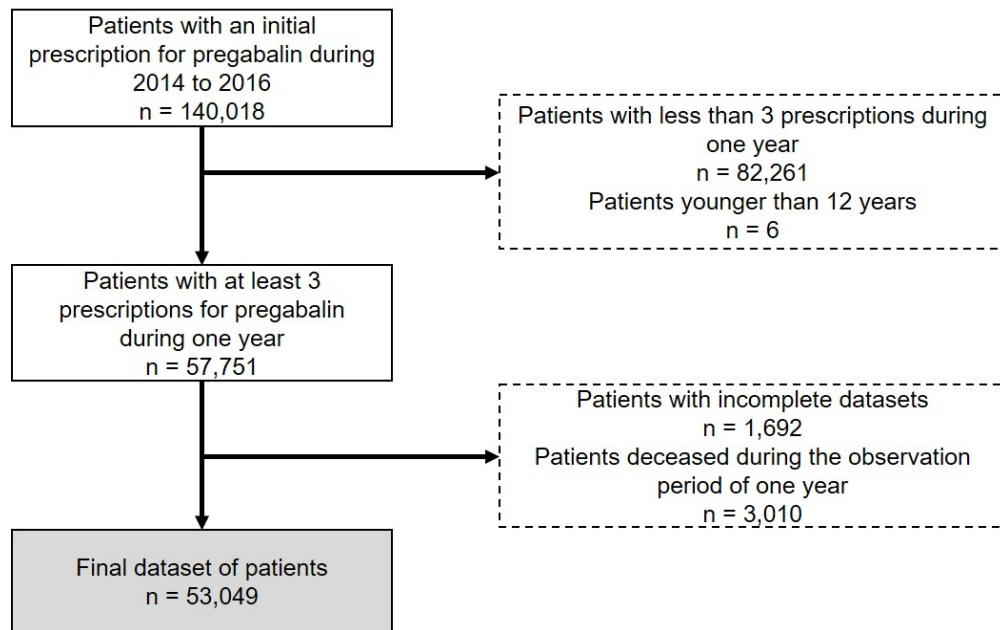 Patients with an initial
prescription for pregabalin during
2014 to 2016
n = 140,018
Patients with less than 3 prescriptions during
one year
n = 82,261
Patients younger than 12 years
n = 6
Patients with at least 3
prescriptions for pregabalin
during one year
n = 57,751
Patients with incomplete datasets
n = 1,692
Patients deceased during the observation
period of one year
n = 3,010
Final dataset of patients
n = 53,049